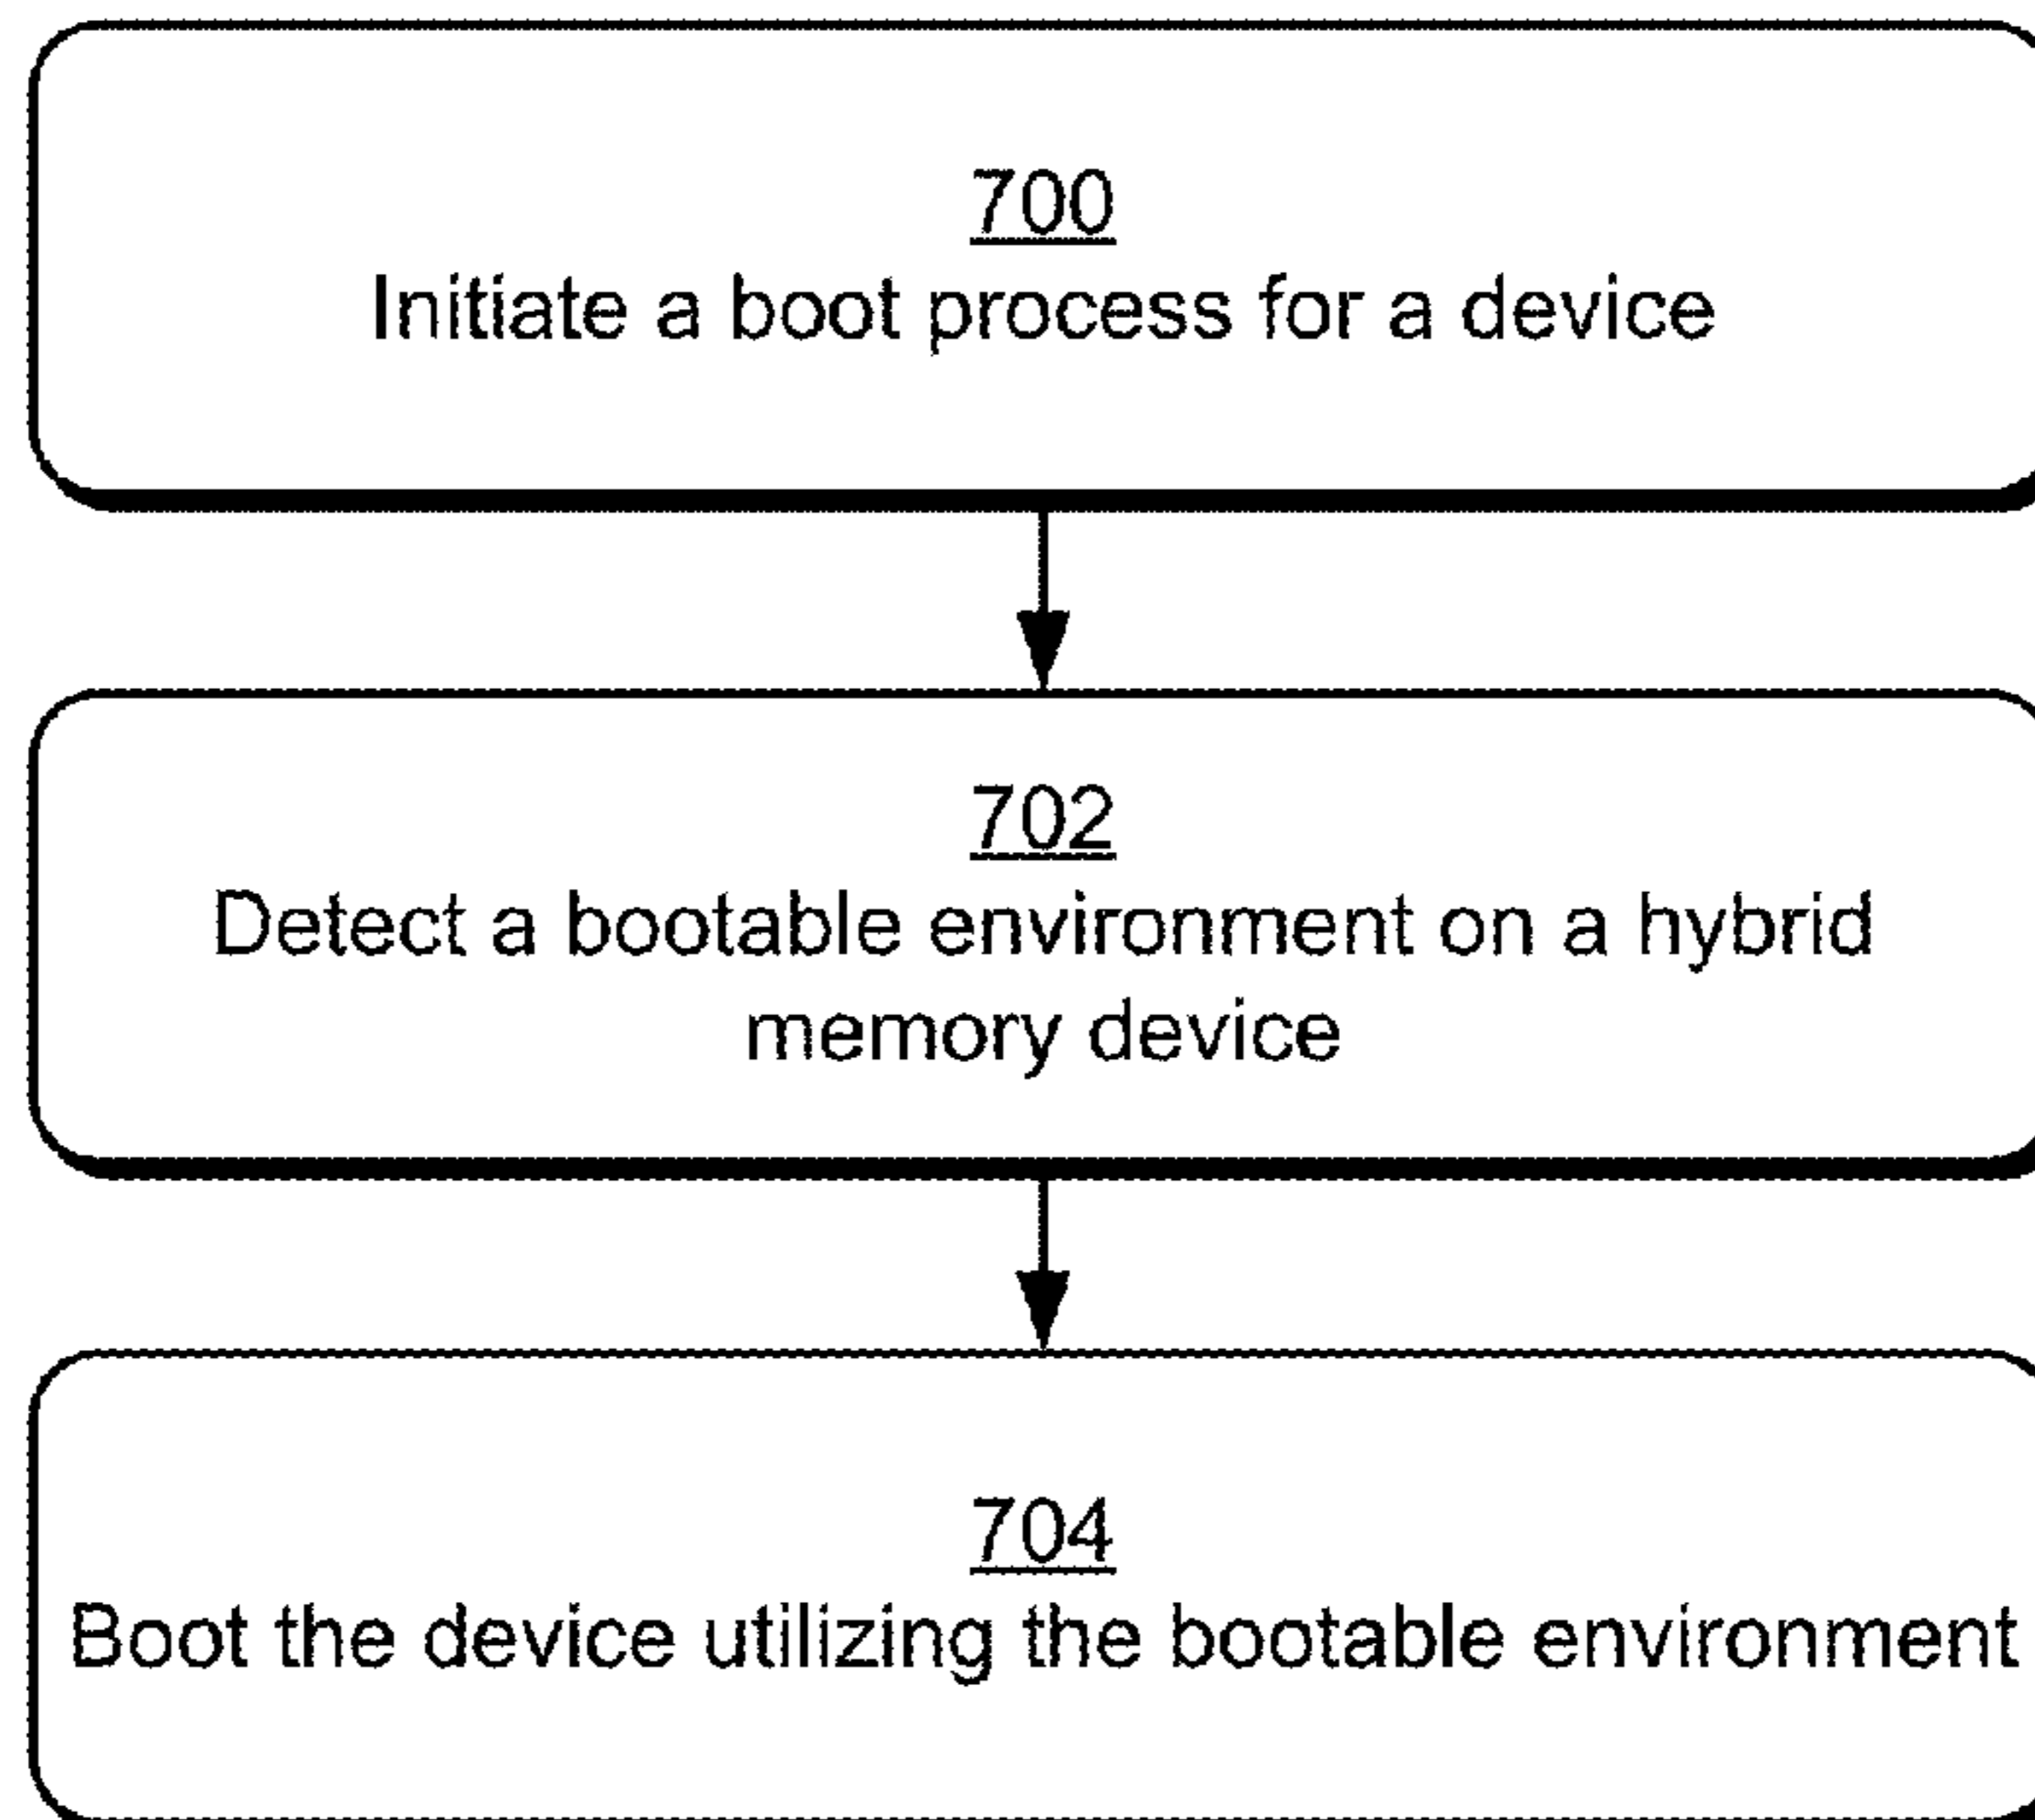 700
Initiate a boot process for a device
702
Detect a bootable environment on a hybrid
memory device
704
Boot the device utilizing the bootable environment